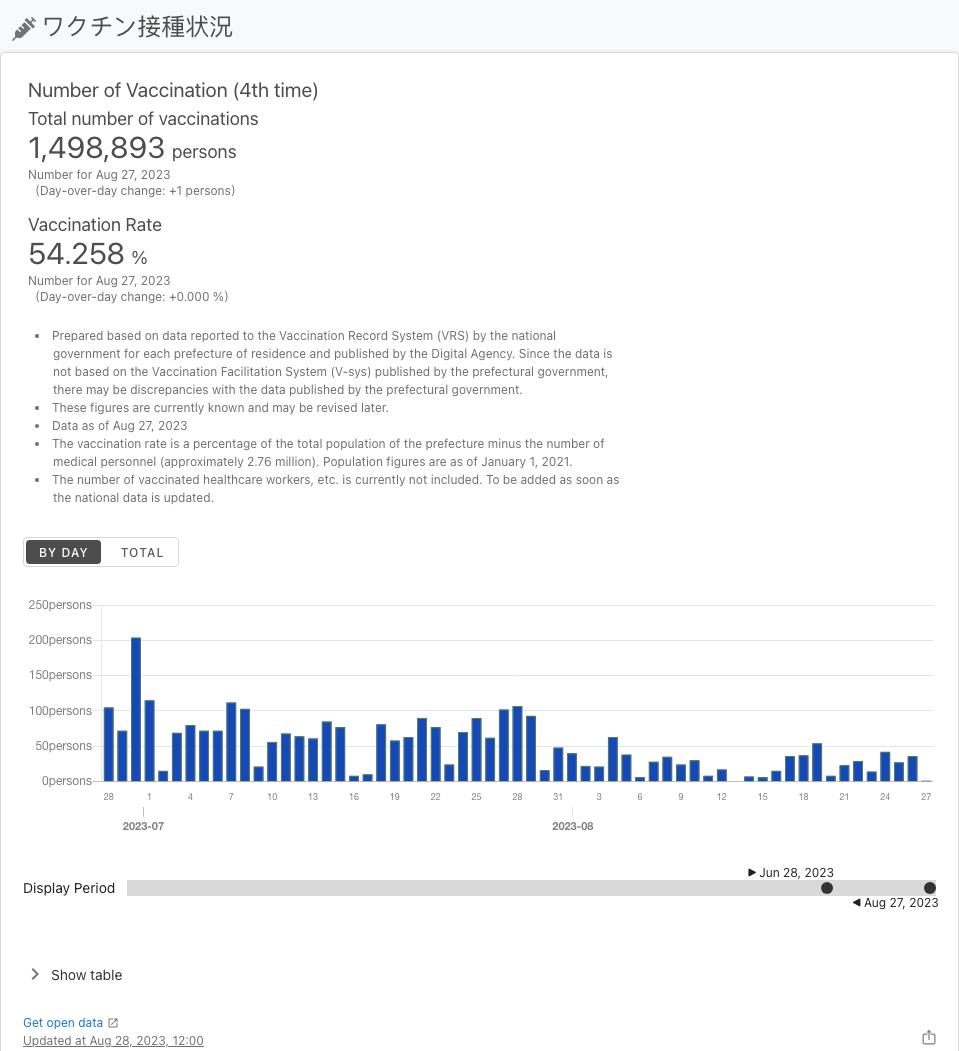 ワクチン接種状況
Number of Vaccination (4th time)
Total number of vaccinations
1,498,893 persons
Number for Aug 27, 2023
(Day-over-day change: +1 persons)
Vaccination Rate
54.258 %
Number for Aug 27, 2023
(Day-over-day change: +0.000 %)
• Prepared based on data reported to the Vaccination Record System (VRS) by the national
government for each prefecture of residence and published by the Digital Agency. Since the data is
not based on the Vaccination Facilitation System (V-sys) published by the prefectural government,
there may be discrepancies with the data published by the prefectural government.
• These figures are currently known and may be revised later.
• Data as of Aug 27, 2023
• The vaccination rate is a percentage of the total population of the prefecture minus the number of
medical personnel (approximately 2.76 million). Population figures are as of January 1, 2021.
• The number of vaccinated healthcare workers, etc. is currently not included. To be added as soon as
the national data is updated.
BY DAY TOTAL
250persons
200persons
150persons
100persons
50persons
0persons
28 1 4 7 10 13 16 19 22 25 28 31 3 6 9 12 15 18 21 24 27
2023-07 2023-08
Jun 28, 2023
Display Period
Aug 27, 2023
Show table
Get open data
Updated at Aug 28, 2023, 12:00